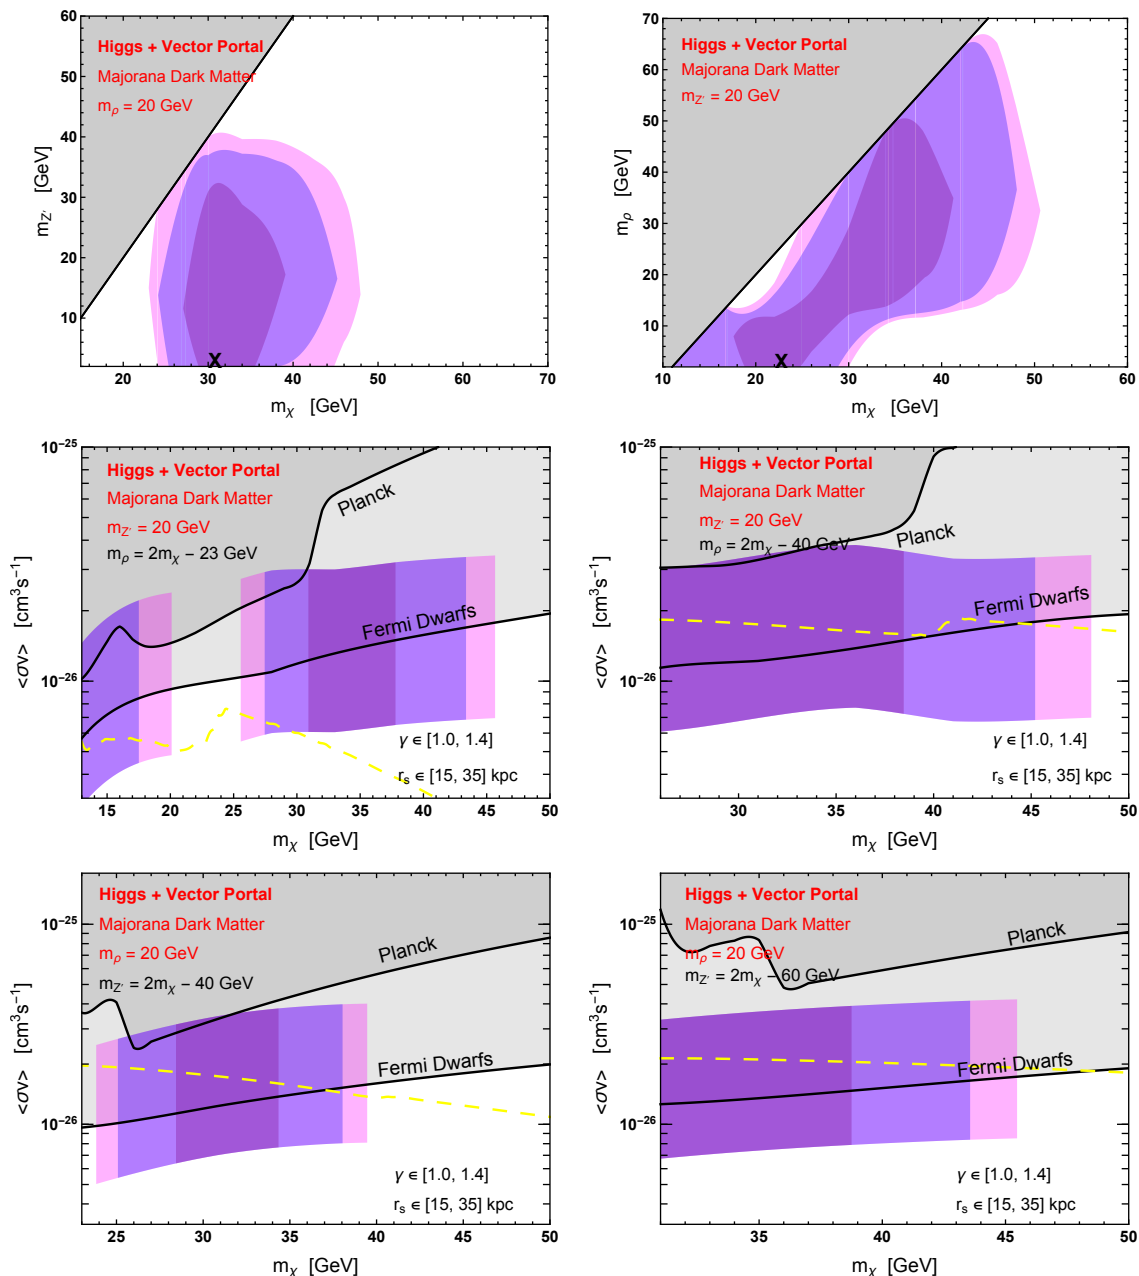 Higgs + Vector Portal
Majorana Dark Matter
mρ = 20 GeV
60
50
40
30
20
10
mZ' [GeV]
X
20 30 40 50 60 70
mχ [GeV]
Higgs + Vector Portal
Majorana Dark Matter
mZ' = 20 GeV
70
60
50
40
30
20
10
mρ [GeV]
X
10 20 30 40 50 60
mχ [GeV]
Higgs + Vector Portal
Majorana Dark Matter
mZ' = 20 GeV
mρ = 2mχ − 23 GeV
Planck
Fermi Dwarfs
γ ∈ [1.0, 1.4]
rs ∈ [15, 35] kpc
10⁻²⁵
10⁻²⁶
<σv> [cm³s⁻¹]
15 20 25 30 35 40 45 50
mχ [GeV]
Higgs + Vector Portal
Majorana Dark Matter
mZ' = 20 GeV
mρ = 2mχ − 40 GeV
Planck
Fermi Dwarfs
γ ∈ [1.0, 1.4]
rs ∈ [15, 35] kpc
10⁻²⁵
10⁻²⁶
<σv> [cm³s⁻¹]
30 35 40 45 50
mχ [GeV]
Higgs + Vector Portal
Majorana Dark Matter
mρ = 20 GeV
mZ' = 2mχ − 40 GeV
Planck
Fermi Dwarfs
γ ∈ [1.0, 1.4]
rs ∈ [15, 35] kpc
10⁻²⁵
10⁻²⁶
<σv> [cm³s⁻¹]
25 30 35 40 45 50
mχ [GeV]
Higgs + Vector Portal
Majorana Dark Matter
mρ = 20 GeV
mZ' = 2mχ − 60 GeV
Planck
Fermi Dwarfs
γ ∈ [1.0, 1.4]
rs ∈ [15, 35] kpc
10⁻²⁵
10⁻²⁶
<σv> [cm³s⁻¹]
35 40 45 50
mχ [GeV]